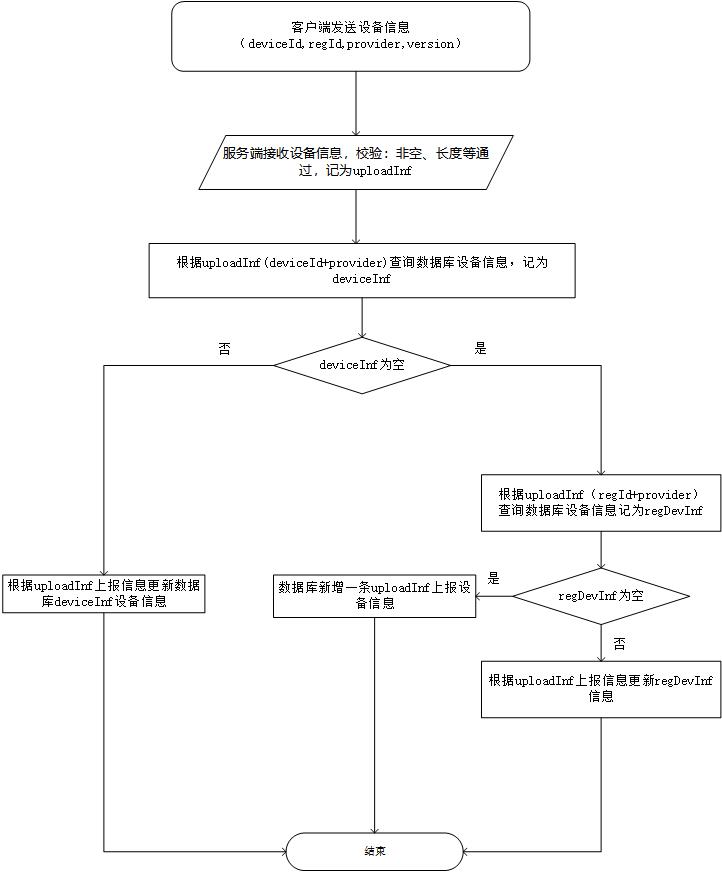 客户端发送设备信息
（deviceId,regId,provider,version）
服务端接收设备信息，校验：非空、长度等通
过，记为uploadInf
根据uploadInf(deviceId+provider)查询数据库设备信息，记为
deviceInf
否
是
deviceInf为空
根据uploadInf（regId+provider）
查询数据库设备信息记为regDevInf
根据uploadInf上报信息更新数据
库deviceInf设备信息
数据库新增一条uploadInf上报设
备信息
是
regDevInf为空
否
根据uploadInf上报信息更新regDevInf
信息
结束